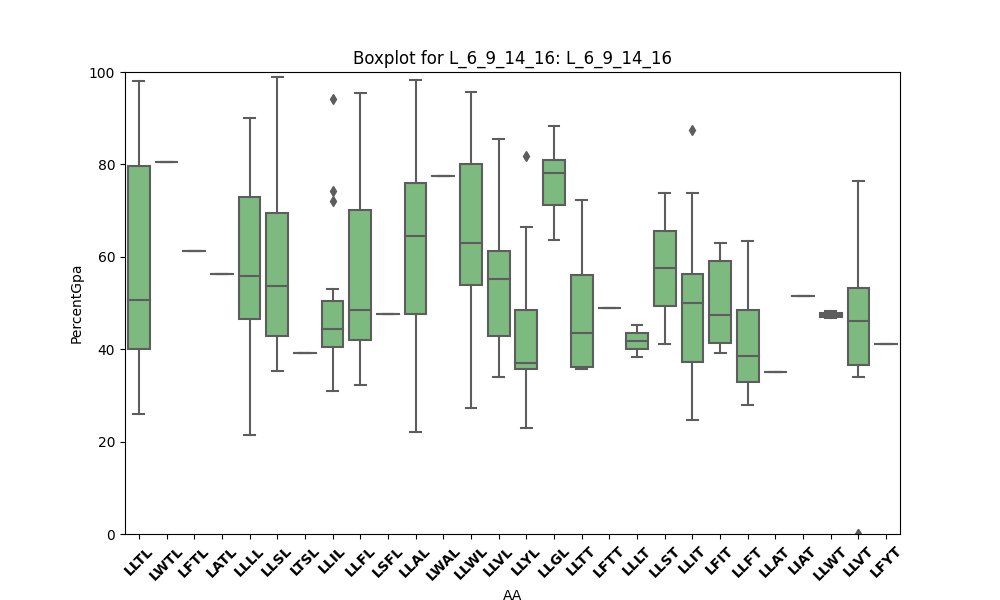 Boxplot for L_6_9_14_16: L_6_9_14_16
PercentGpa
100
80
60
40
20
0
LLTL
LWTL
LFTL
LATL
LLLL
LLSL
LTSL
LLIL
LLFL
LSFL
LLAL
LWAL
LLWL
LLVL
LLYL
LLGL
LLTT
LFTT
LLLT
LLST
LLIT
LFIT
LLFT
LLAT
LIAT
LLWT
LLVT
LFYT
AA